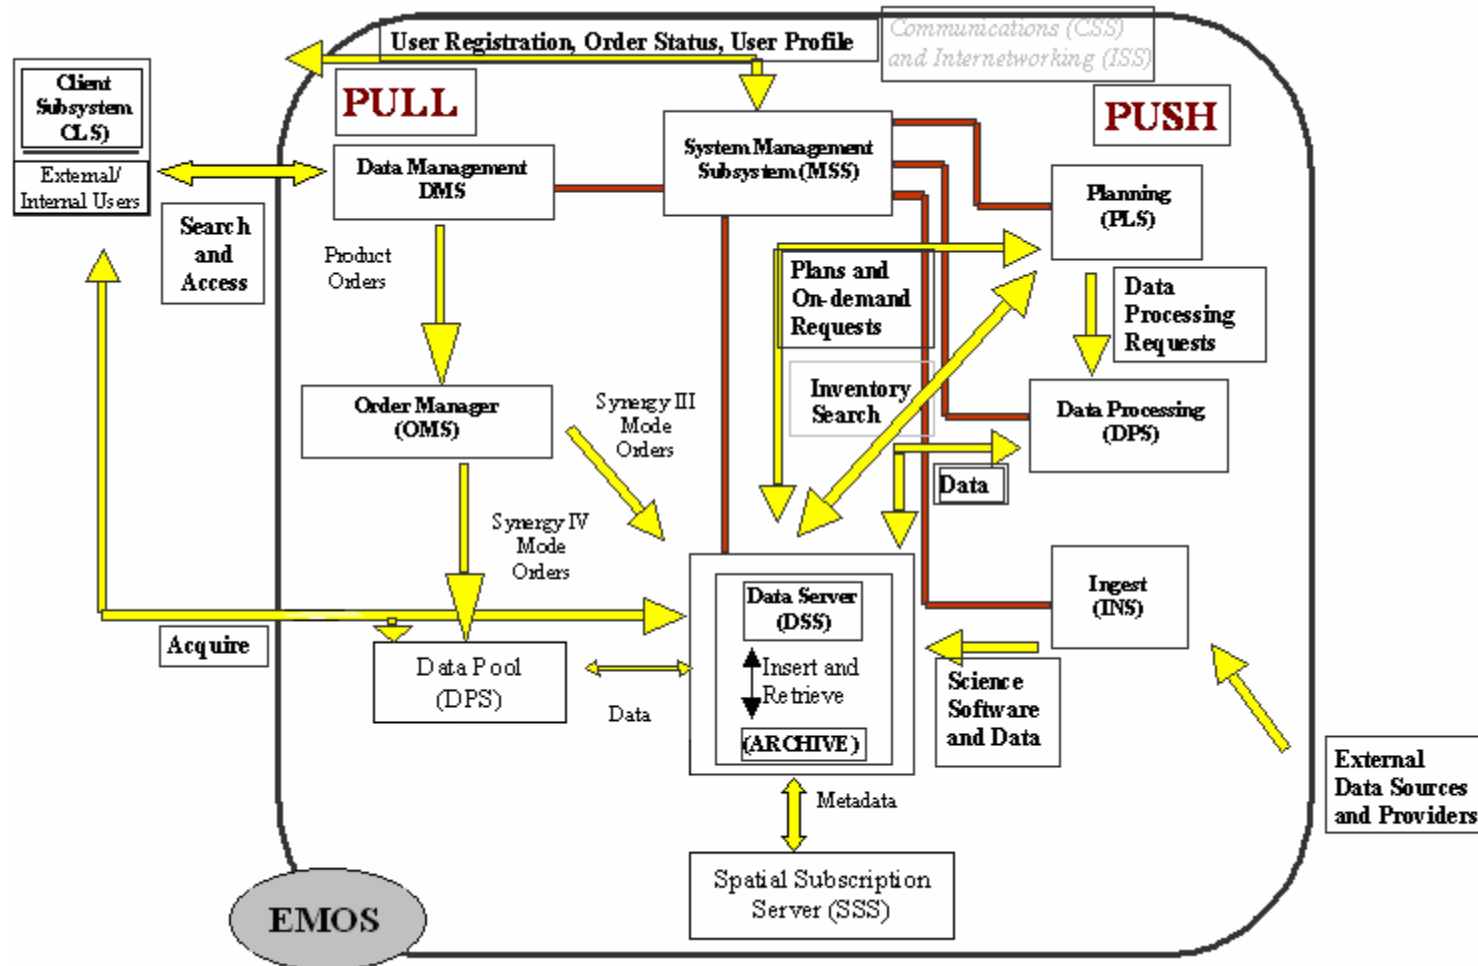 User Registration, Order Status, User Profile
Communications (CSS)
and Internetworking (ISS)
Client
Subsystem
CLS)
External/
Internal Users
PULL
PUSH
Data Management
DMS
System Management
Subsystem (MSS)
Planning
(PLS)
Search
and
Access
Product
Orders
Plans and
On-demand
Requests
Data
Processing
Requests
Order Manager
(OMS)
Synergy III
Mode
Orders
Inventory
Search
Data Processing
(DPS)
Data
Synergy IV
Mode
Orders
Data Server
(DSS)
Insert and
Retrieve
(ARCHIVE)
Ingest
(INS)
Acquire
Data Pool
(DPS)
Data
Science
Software
and Data
External
Data Sources
and Providers
Metadata
Spatial Subscription
Server (SSS)
EMOS